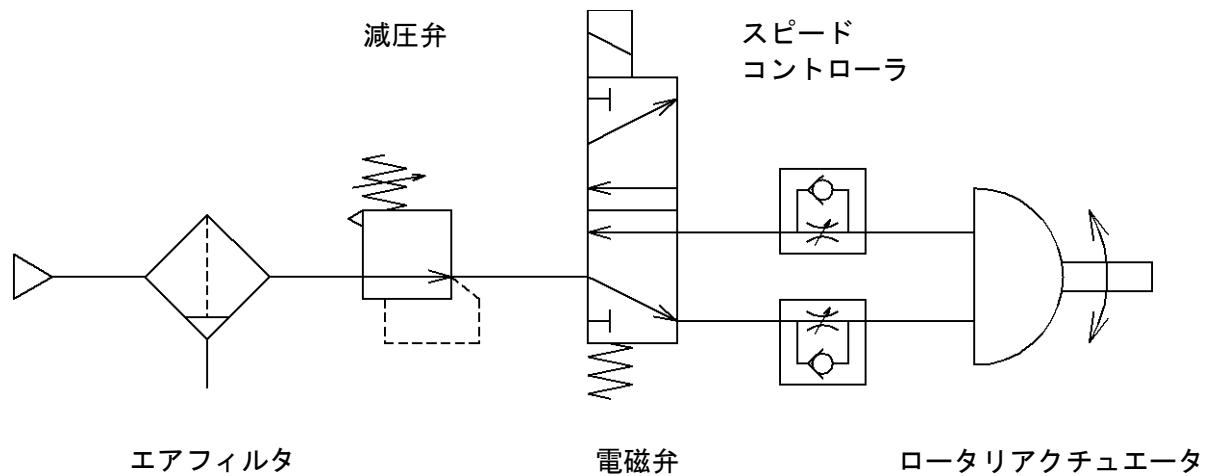 減圧弁
スピード
コントローラ
エアフィルタ
電磁弁
ロータリアクチュエータ